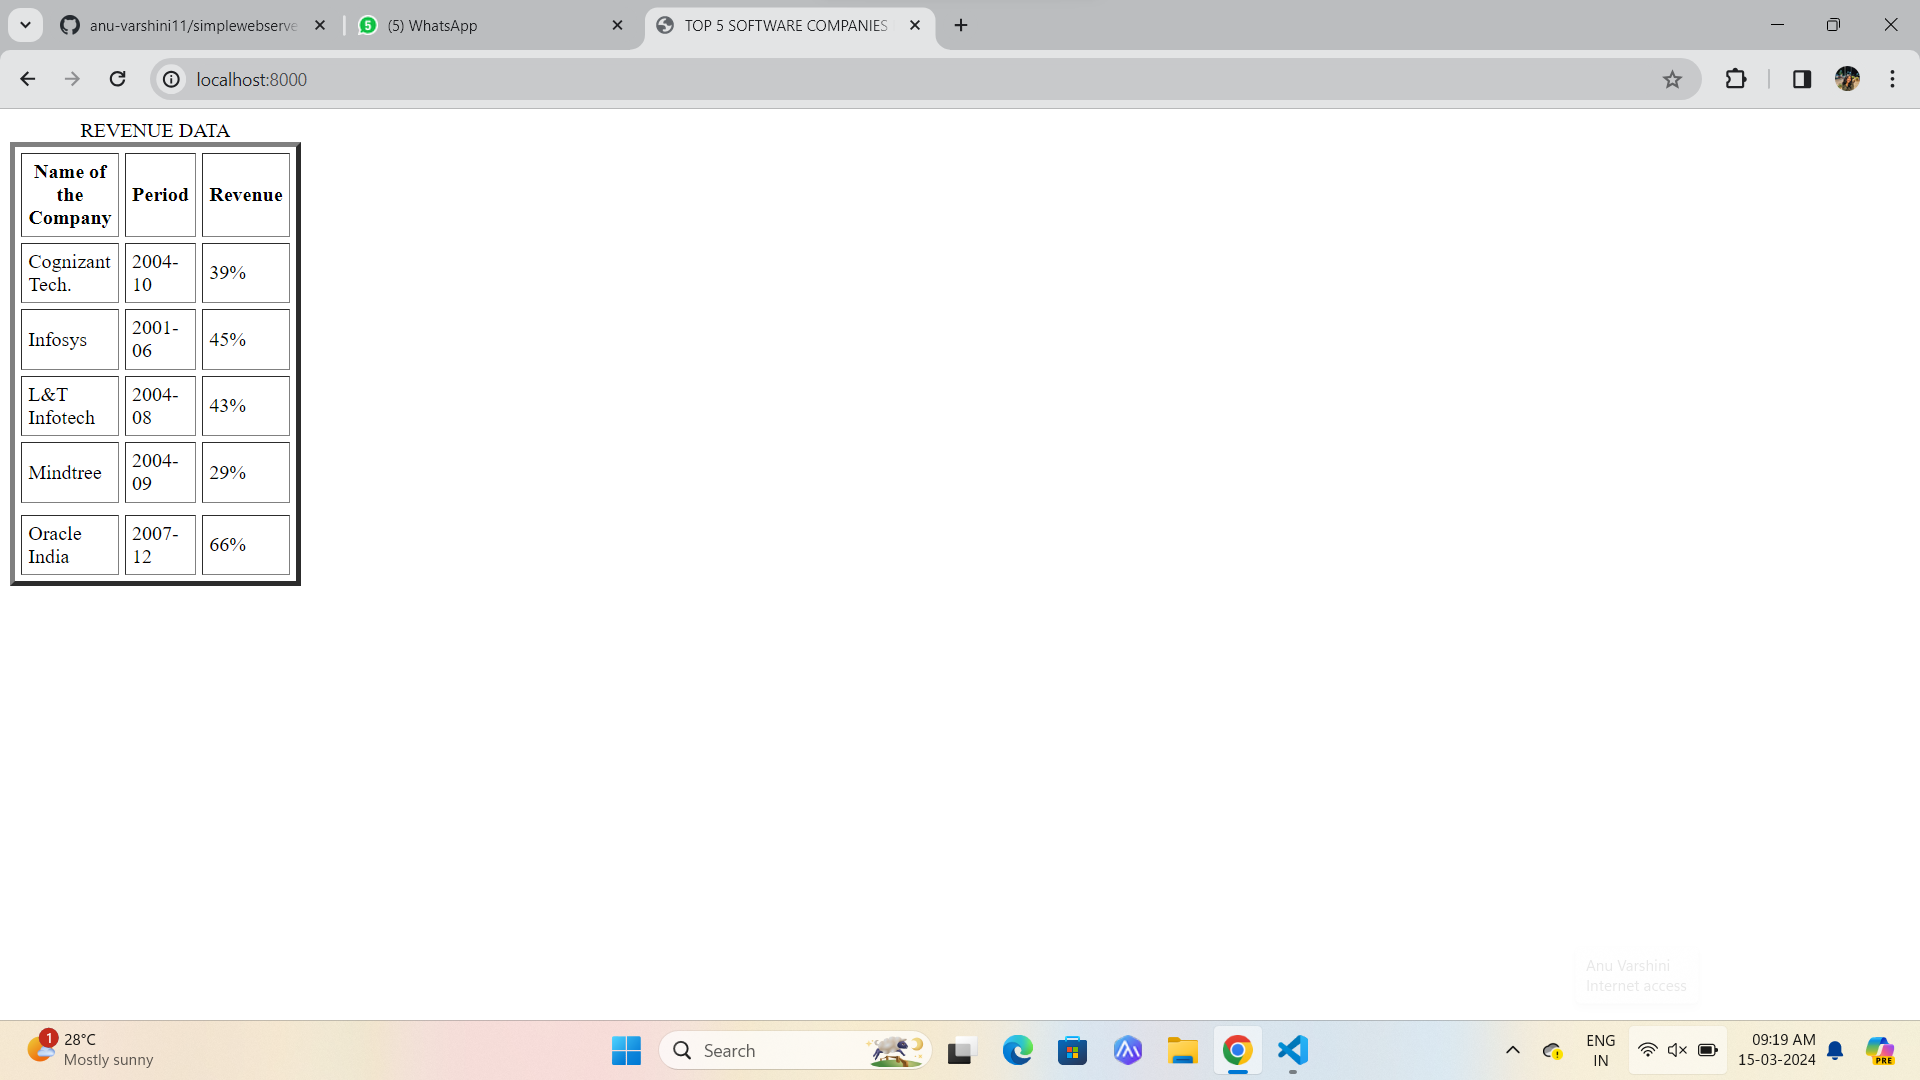 anu-varshini11/simplewebserve
5
(5) WhatsApp
TOP 5 SOFTWARE COMPANIES
localhost:8000
REVENUE DATA
Name of
the
Company
Period
Revenue
Cognizant
Tech.
2004-
10
39%
Infosys
2001-
06
45%
L&T
Infotech
2004-
08
43%
Mindtree
2004-
09
29%
Oracle
India
2007-
12
66%
Anu Varshini
Internet access
1
28°C
Mostly sunny
Search
ENG
IN
09:19 AM
15-03-2024
PRE